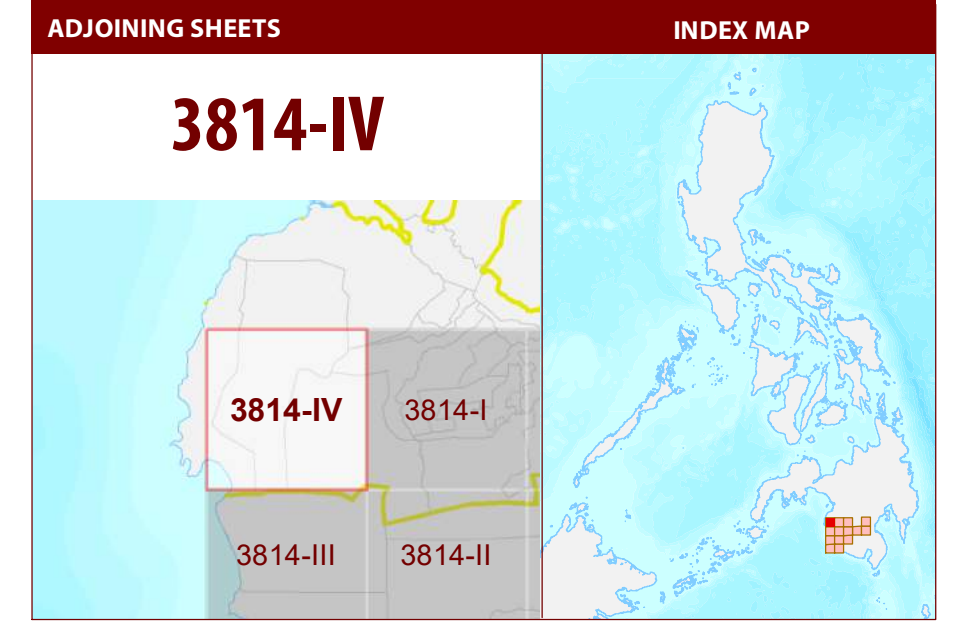 ADJOINING SHEETS
INDEX MAP
3814-IV
3814-IV
3814-I
3814-III
3814-II